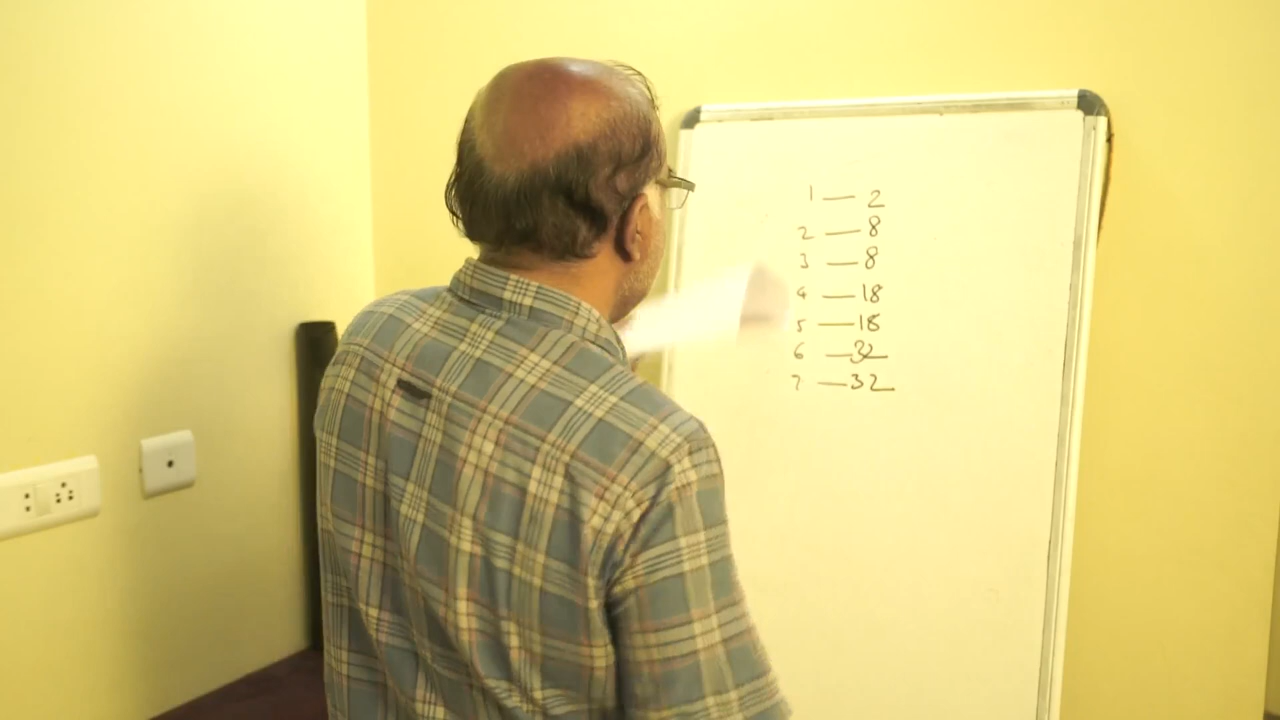 1 — 2
2 — 8
3 — 8
4 — 18
5 — 18
6 — 32
7 — 32